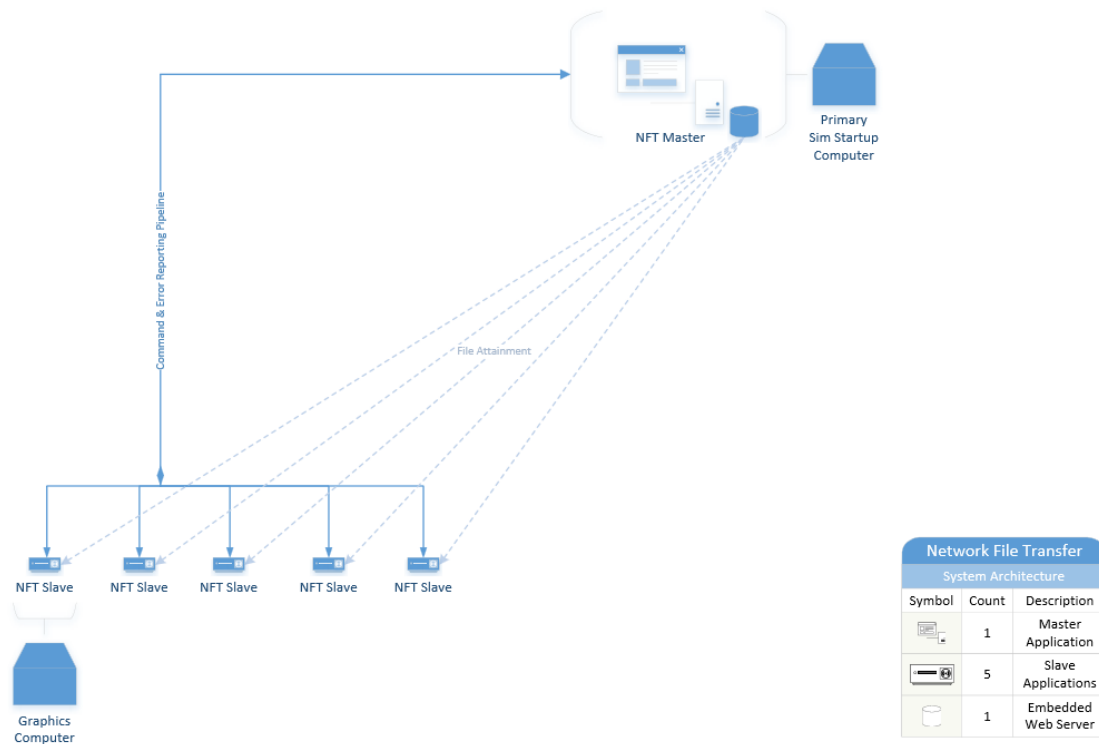 NFT Master
Primary
Sim Startup
Computer
Command & Error Reporting Pipeline
File Attainment
NFT Slave
NFT Slave
NFT Slave
NFT Slave
NFT Slave
Graphics
Computer
Network File Transfer
System Architecture
Symbol Count Description
1 Master
Application
5 Slave
Applications
1 Embedded
Web Server